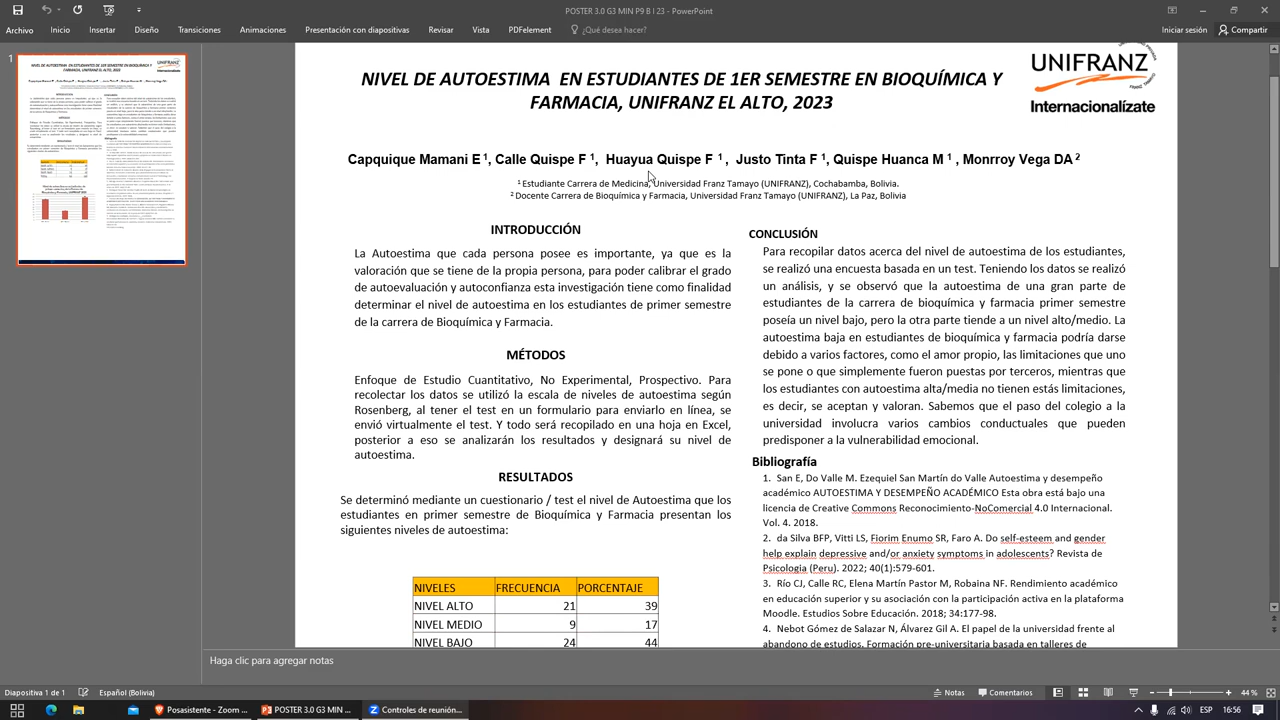 POSTER 3.0 G3 MIN P9 B I 23 - PowerPoint
Archivo Inicio Insertar Diseño Transiciones Animaciones Presentación con diapositivas Revisar Vista PDFelement ¿Qué desea hacer? Iniciar sesión Compartir
1
NIVEL DE AUTOESTIMA EN ESTUDIANTES DE 1ER SEMESTRE EN BIOQUÍMICA Y
FARMACIA, UNIFRANZ EL ALTO, 2023
UNIFRANZ
Internacionalízate
Capquique Mamani E 1, Calle Quispe E 1, Huayua Quispe F 1, Jacho Tintaya 1, Quispe Huanca M 1, Monrroy Vega DA 2
1 Estudiante Carrera de Medicina, Universidad Franz Tamayo (UNIFRANZ), Cochabamba, Bolivia.
2 Docente Carrera Bioquímica y Farmacia, Universidad Franz Tamayo UNIFRANZ, La Paz, Bolivia
INTRODUCCIÓN
La Autoestima que cada persona posee es importante, ya que es la
valoración que se tiene de la propia persona, para poder calibrar el grado
de autoevaluación y autoconfianza esta investigación tiene como finalidad
determinar el nivel de autoestima en los estudiantes de primer semestre
de la carrera de Bioquímica y Farmacia.
MÉTODOS
Enfoque de Estudio Cuantitativo, No Experimental, Prospectivo. Para
recolectar los datos se utilizó la escala de niveles de autoestima según
Rosenberg, al tener el test en un formulario para enviarlo en línea, se
envió virtualmente el test. Y todo será recopilado en una hoja en Excel,
posterior a eso se analizarán los resultados y designará su nivel de
autoestima.
RESULTADOS
Se determinó mediante un cuestionario / test el nivel de Autoestima que los
estudiantes en primer semestre de Bioquímica y Farmacia presentan los
siguientes niveles de autoestima:
NIVELES FRECUENCIA PORCENTAJE
NIVEL ALTO 21 39
NIVEL MEDIO 9 17
NIVEL BAJO 24 44
CONCLUSIÓN
Para recopilar datos acerca del nivel de autoestima de los estudiantes,
se realizó una encuesta basada en un test. Teniendo los datos se realizó
un análisis, y se observó que la autoestima de una gran parte de
estudiantes de la carrera de bioquímica y farmacia primer semestre
poseía un nivel bajo, pero la otra parte tiende a un nivel alto/medio. La
autoestima baja en estudiantes de bioquímica y farmacia podría darse
debido a varios factores, como el amor propio, las limitaciones que uno
se pone o que simplemente fueron puestas por terceros, mientras que
los estudiantes con autoestima alta/media no tienen estás limitaciones,
es decir, se aceptan y valoran. Sabemos que el paso del colegio a la
universidad involucra varios cambios conductuales que pueden
predisponer a la vulnerabilidad emocional.
Bibliografía
1. San E, Do Valle M. Ezequiel San Martín do Valle Autoestima y desempeño
académico AUTOESTIMA Y DESEMPEÑO ACADÉMICO Esta obra está bajo una
licencia de Creative Commons Reconocimiento-NoComercial 4.0 Internacional.
Vol. 4. 2018.
2. da Silva BFP, Vitti LS, Fiorim Enumo SR, Faro A. Do self-esteem and gender
help explain depressive and/or anxiety symptoms in adolescents? Revista de
Psicologia (Peru). 2022; 40(1):579-601.
3. Río CJ, Calle RC, Elena Martín Pastor M, Robaina NF. Rendimiento académico
en educación superior y su asociación con la participación activa en la plataforma
Moodle. Estudios Sobre Educación. 2018; 34:177-98.
4. Nebot Gómez de Salazar N, Álvarez Gil A. El papel de la universidad frente al
abandono de estudios. Formación pre-universitaria basada en talleres de
Haga clic para agregar notas
Diapositiva 1 de 1 Español (Bolivia) Notas Comentarios 44 %
Posasistente - Zoom ... POSTER 3.0 G3 MIN ... Controles de reunión... ESP 16:56